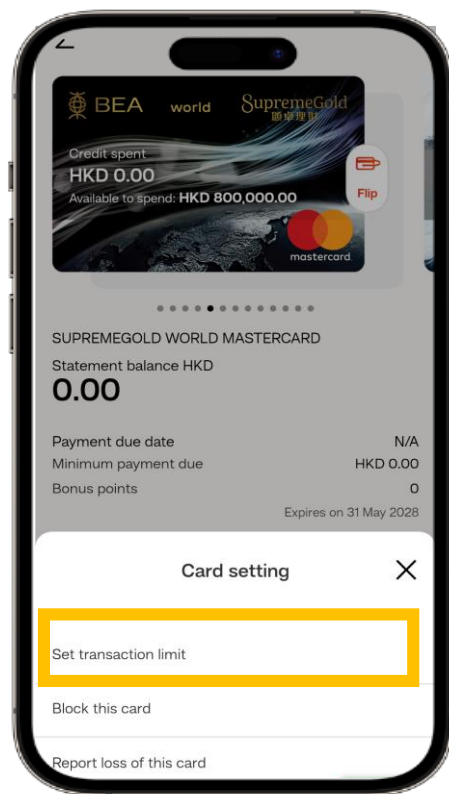 BEA world SupremeGold
顯卓理財
Credit spent
HKD 0.00
Available to spend: HKD 800,000.00
Flip
mastercard
SUPREMEGOLD WORLD MASTERCARD
Statement balance HKD
0.00
Payment due date N/A
Minimum payment due HKD 0.00
Bonus points 0
Expires on 31 May 2028
Card setting
Set transaction limit
Block this card
Report loss of this card